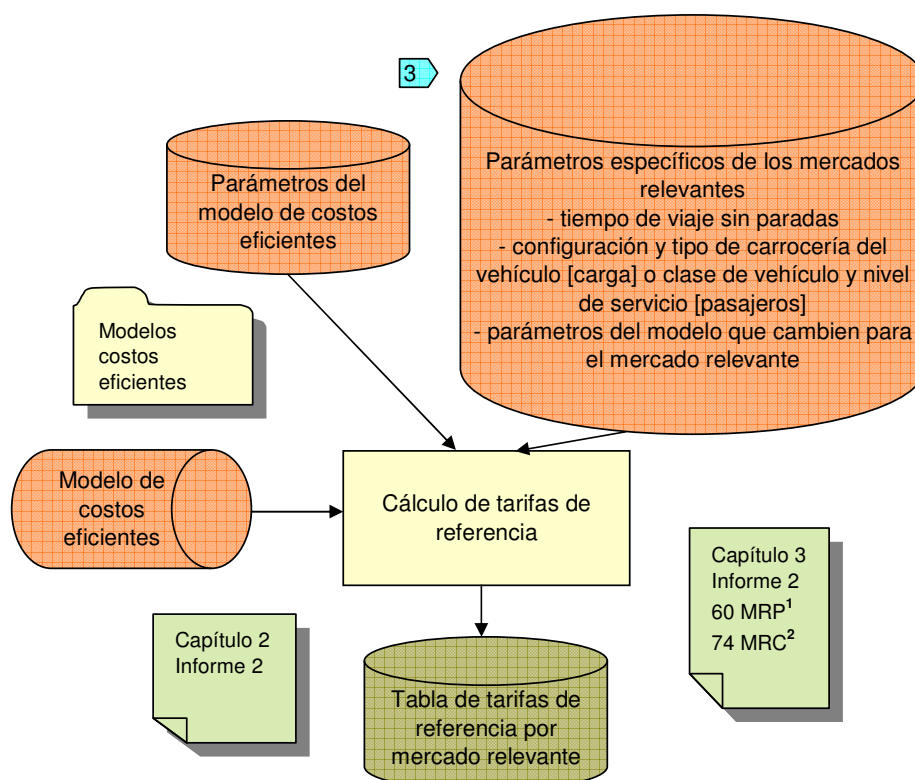 3
Parámetros específicos de los mercados
relevantes
- tiempo de viaje sin paradas
- configuración y tipo de carrocería del
vehículo [carga] o clase de vehículo y nivel
de servicio [pasajeros]
- parámetros del modelo que cambien para
el mercado relevante
Parámetros del
modelo de costos
eficientes
Modelos
costos
eficientes
Modelo de
costos
eficientes
Cálculo de tarifas de
referencia
Capítulo 3
Informe 2
60 MRP¹
74 MRC²
Capítulo 2
Informe 2
Tabla de tarifas de
referencia por
mercado relevante